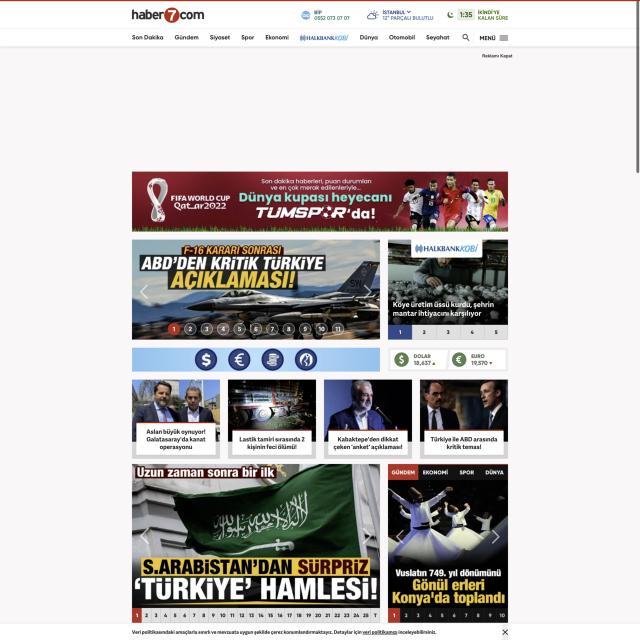 haber7com
BİP
0552 073 07 07
İSTANBUL
12° PARÇALI BULUTLU
1:35
İKİNDİYE
KALAN SÜRE
Son Dakika
Gündem
Siyaset
Spor
Ekonomi
HALKBANKKOBİ
Dünya
Otomobil
Seyahat
MENÜ
Reklamı Kapat
FIFA WORLD CUP
Qatar2022
Son dakika haberleri, puan durumları
ve en çok merak edilenleriyle...
Dünya kupası heyecanı
TUMSPOR'da!
F-16 KARARI SONRASI
ABD'DEN KRİTİK TÜRKİYE
AÇIKLAMASI!
1 2 3 4 5 6 7 8 9 10 11
HALKBANKKOBİ
Köye üretim üssü kurdu, şehrin
mantar ihtiyacını karşılıyor
1 2 3 4 5
$ €
$
DOLAR
18,637
€
EURO
19,570
Aslan büyük oynuyor!
Galatasaray'da kanat
operasyonu
Lastik tamiri sırasında 2
kişinin feci ölümü!
Kabaktepe'den dikkat
çeken 'anket' açıklaması!
Türkiye ile ABD arasında
kritik temas!
Uzun zaman sonra bir ilk
S.ARABİSTAN'DAN SÜRPRİZ
'TÜRKİYE' HAMLESİ!
1 2 3 4 5 6 7 8 9 10 11 12 13 14 15 16 17 18 19 20 21 22 23 24 25 T
GÜNDEM EKONOMİ SPOR DÜNYA
Vuslatın 749. yıl dönümünü
Gönül erleri
Konya'da toplandı
1 2 3 4 5 6 7 8 9 10
Veri politikasındaki amaçlarla sınırlı ve mevzuata uygun şekilde çerez konumlandırmaktayız. Detaylar için veri politikamızı inceleyebilirsiniz.